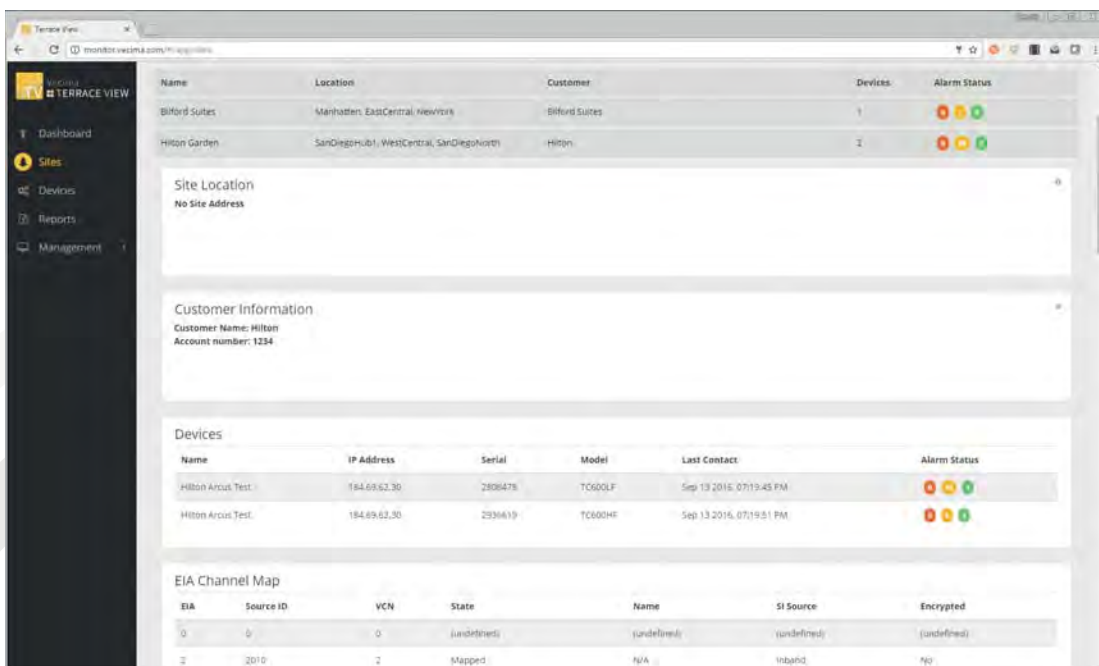 Terrace View
monitor.vecima.com/
vecima
TV TERRACE VIEW
Dashboard
Sites
Devices
Reports
Management
Name Location Customer Devices Alarm Status
Bilford Suites Manhatten, EastCentral, NewYork Bilford Suites 1
Hilton Garden SanDiegoHub1, WestCentral, SanDiegoNorth Hilton 2
Site Location
No Site Address
Customer Information
Customer Name: Hilton
Account number: 1234
Devices
Name IP Address Serial Model Last Contact Alarm Status
Hilton Arcus Test 184.69.62.30 2808478 TC600LF Sep 13 2016, 07:19:45 PM
Hilton Arcus Test 184.69.62.30 2936619 TC600HF Sep 13 2016, 07:19:51 PM
EIA Channel Map
EIA Source ID VCN State Name SI Source Encrypted
0 0 0 (undefined) (undefined) (undefined) (undefined)
2 2010 2 Mapped N/A Inband No